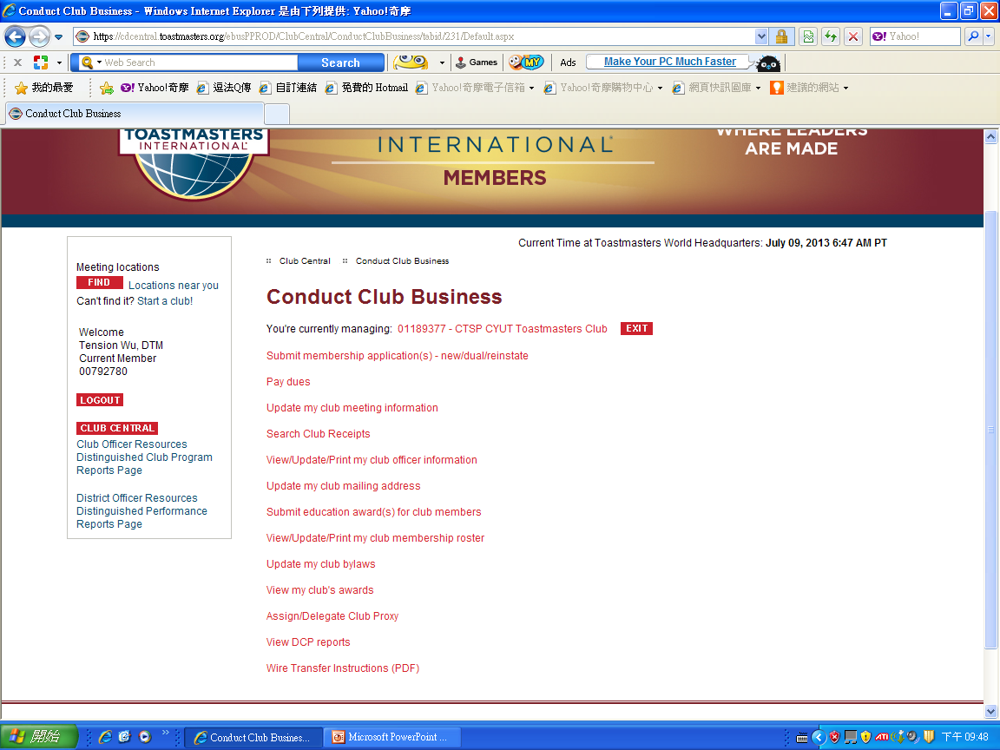 Conduct Club Business - Windows Internet Explorer 是由下列提供: Yahoo!奇摩
https://cdcentral.toastmasters.org/ebusPPROD/ClubCentral/ConductClubBusiness/tabid/231/Default.aspx
Yahoo!
Web Search
Search
Games
MY
Ads
Make Your PC Much Faster
我的最愛
Yahoo!奇摩
逗法Q傳
自訂連結
免費的 Hotmail
Yahoo!奇摩電子信箱
Yahoo!奇摩購物中心
網頁快訊圖庫
建議的網站
Conduct Club Business
TOASTMASTERS
INTERNATIONAL
INTERNATIONAL
MEMBERS
WHERE LEADERS
ARE MADE
Current Time at Toastmasters World Headquarters: July 09, 2013 6:47 AM PT
Meeting locations
FIND Locations near you
Can't find it? Start a club!
Welcome
Tension Wu, DTM
Current Member
00792780
LOGOUT
CLUB CENTRAL
Club Officer Resources
Distinguished Club Program
Reports Page
District Officer Resources
Distinguished Performance
Reports Page
Club Central Conduct Club Business
Conduct Club Business
You're currently managing: 01189377 - CTSP CYUT Toastmasters Club EXIT
Submit membership application(s) - new/dual/reinstate
Pay dues
Update my club meeting information
Search Club Receipts
View/Update/Print my club officer information
Update my club mailing address
Submit education award(s) for club members
View/Update/Print my club membership roster
Update my club bylaws
View my club's awards
Assign/Delegate Club Proxy
View DCP reports
Wire Transfer Instructions (PDF)
開始
Conduct Club Busines...
Microsoft PowerPoint ...
ATI
下午 09:48